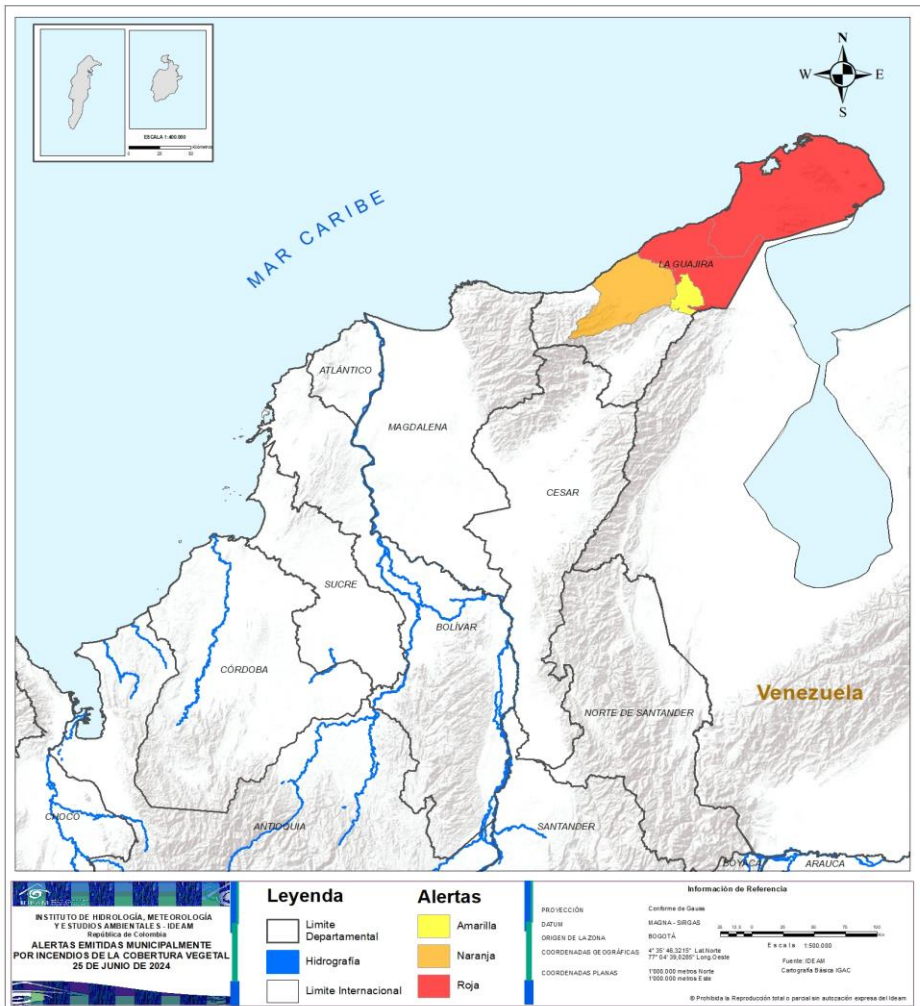 ESCALA 1:400.000
N
W
E
S
MAR CARIBE
LA GUAJIRA
ATLÁNTICO
MAGDALENA
CESAR
SUCRE
BOLÍVAR
CÓRDOBA
NORTE DE SANTANDER
Venezuela
CHOCO
ANTIOQUIA
SANTANDER
BOYACÁ
ARAUCA
IDEAM
INSTITUTO DE HIDROLOGÍA, METEOROLOGÍA
Y ESTUDIOS AMBIENTALES - IDEAM
República de Colombia
ALERTAS EMITIDAS MUNICIPALMENTE
POR INCENDIOS DE LA COBERTURA VEGETAL
25 DE JUNIO DE 2024
Leyenda
Limite
Departamental
Hidrografía
Limite Internacional
Alertas
Amarilla
Naranja
Roja
Información de Referencia
PROYECCIÓN Conforme de Gauss
DATUM MAGNA - SIRGAS
ORIGEN DE LA ZONA BOGOTÁ
COORDENADAS GEOGRÁFICAS 4° 35' 46,3215" Lat.Norte
77° 04' 39,0285" Long.Oeste
COORDENADAS PLANAS 1'000.000 metros Norte
1'000.000 metros Este
Escala 1:500.000
Fuente: IDEAM
Cartografía Básica IGAC
© Prohibida la Reproducción total o parcial sin autorización expresa del Ideam